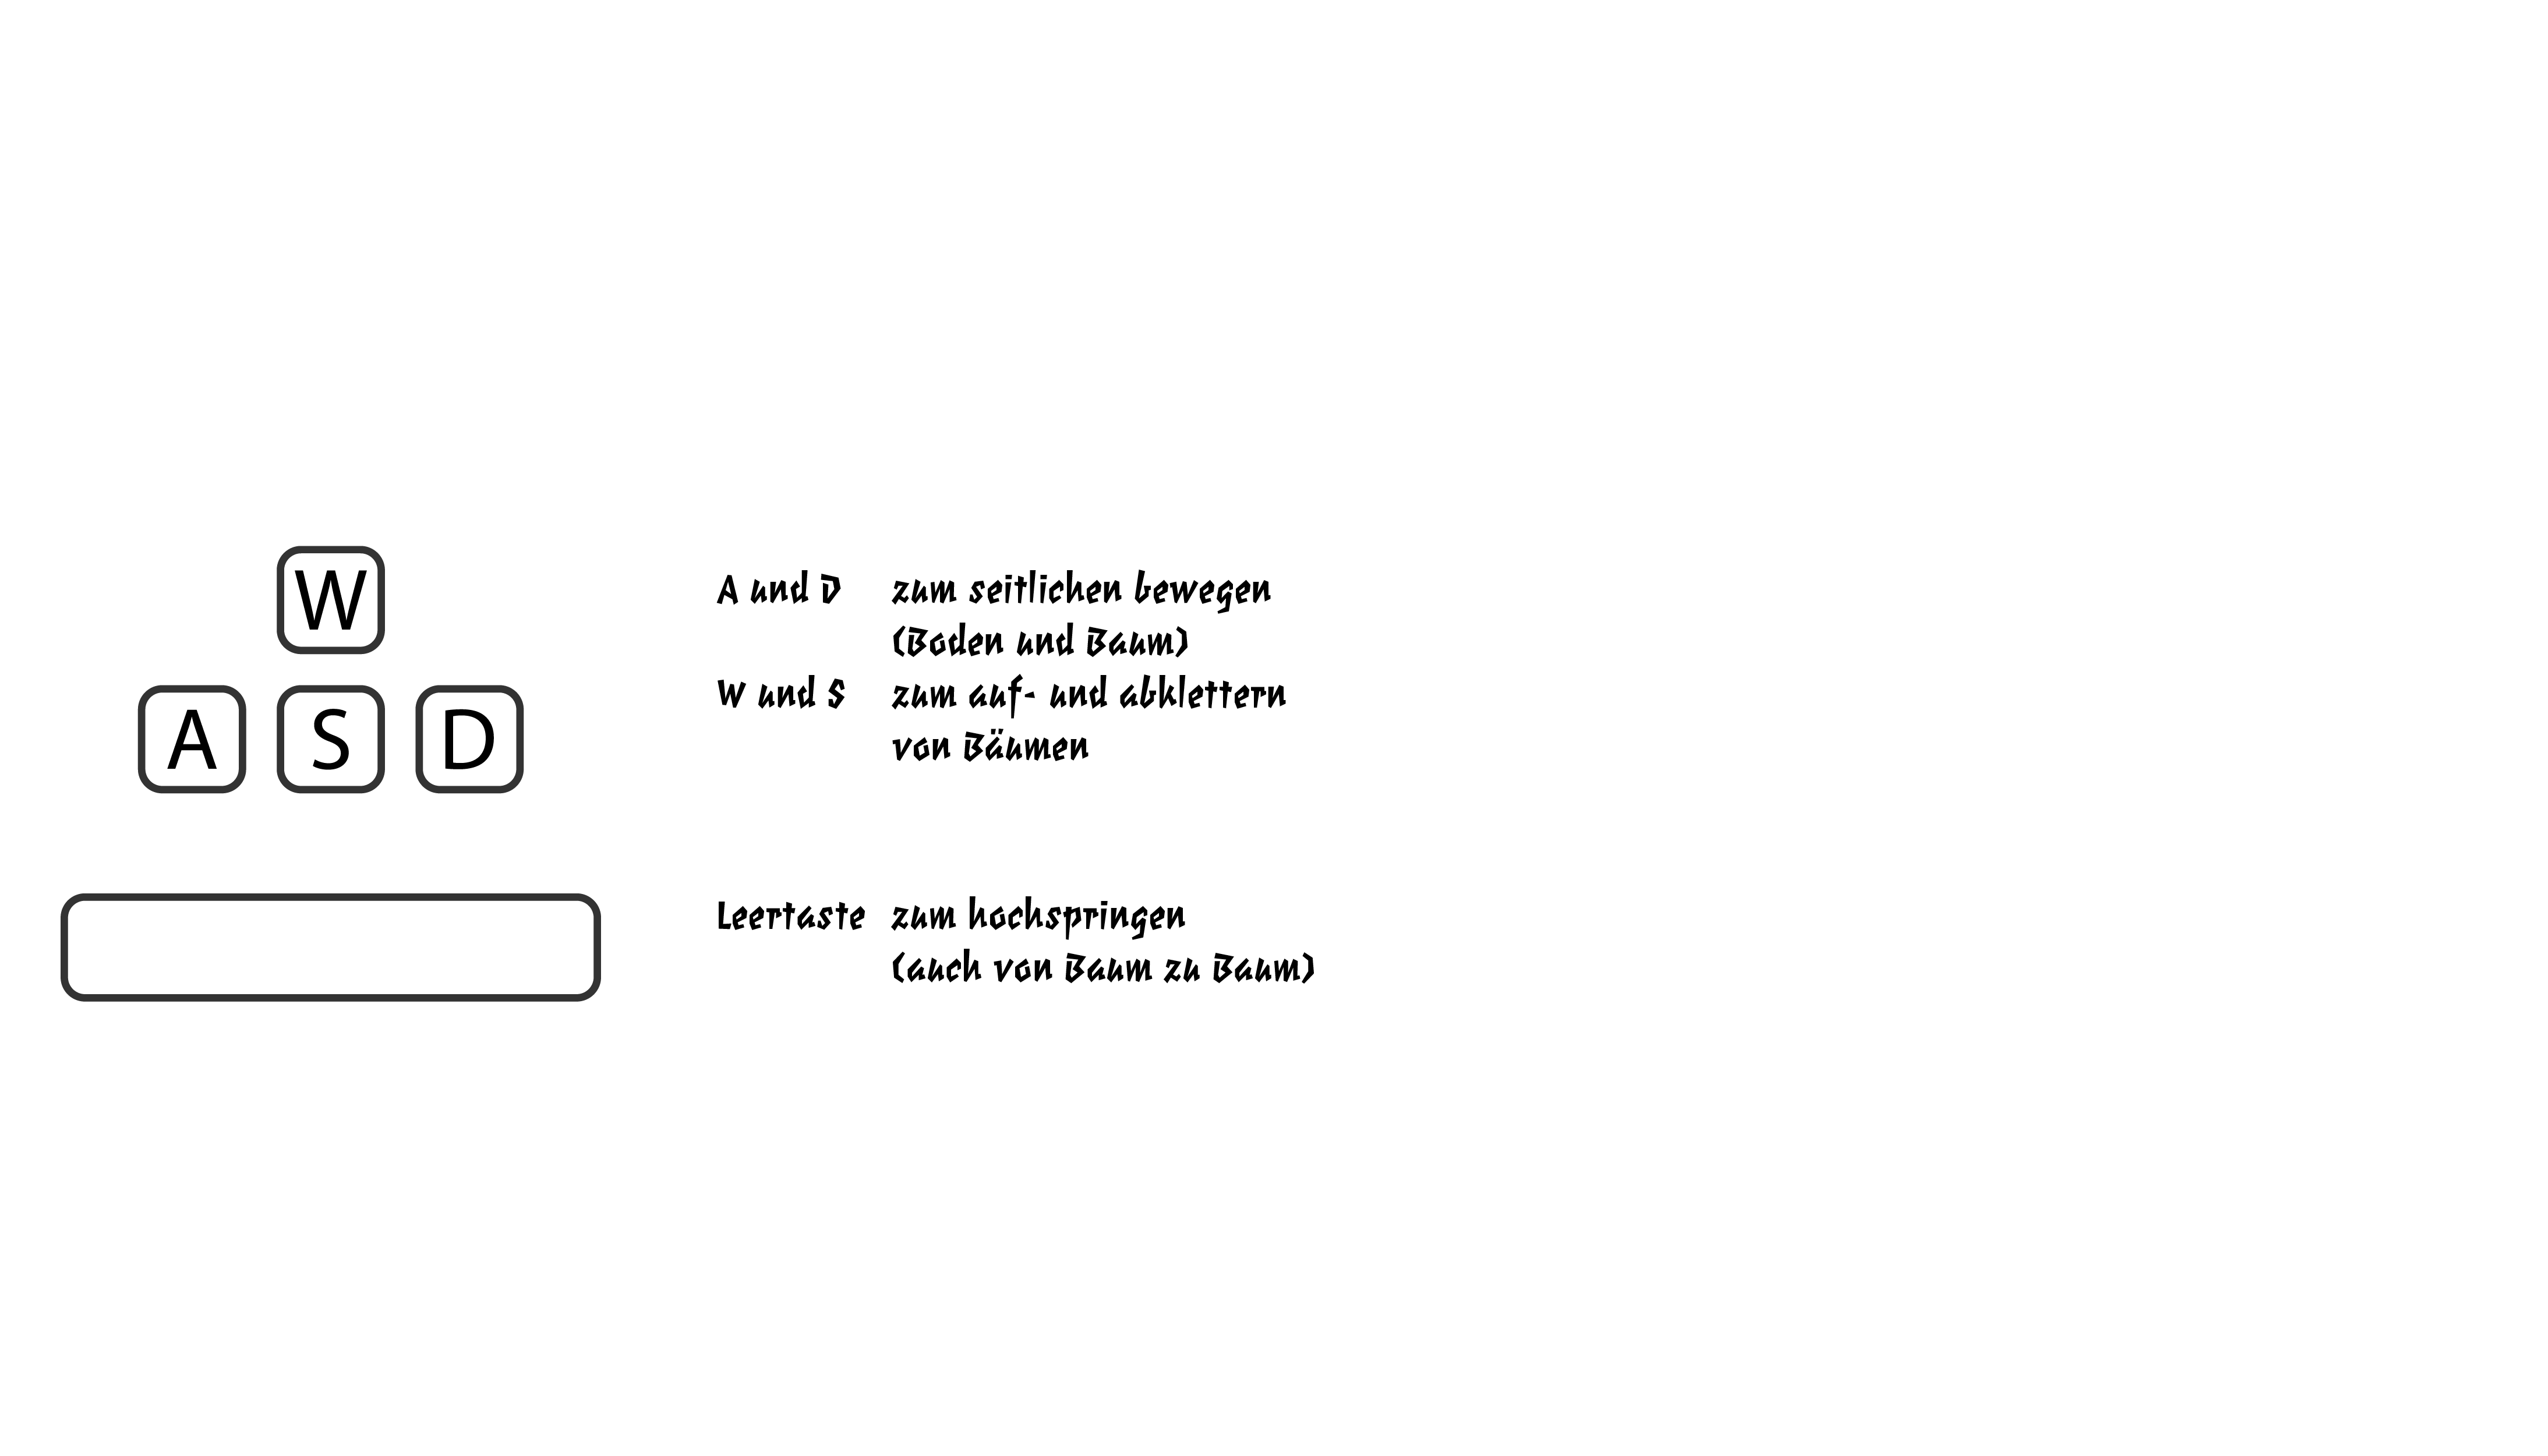 W
A S D
A und D zum seitlichen bewegen
(Boden und Baum)
W und S zum auf- und abklettern
von Bäumen
Leertaste zum hochspringen
(auch von Baum zu Baum)